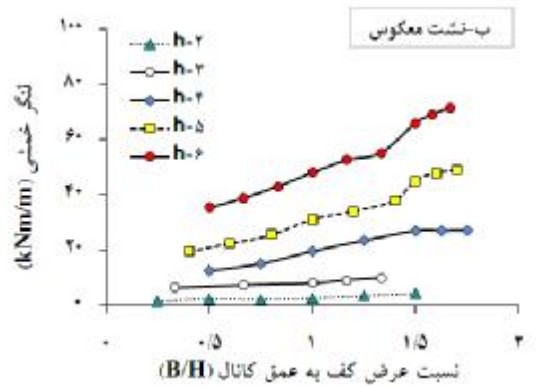 ب-نشت معکوس
h-۲
h-۳
h-۴
h-۵
h-۶
لنگر خمشی (kNm/m)
۱۰۰
۸۰
۶۰
۴۰
۲۰
۰
۰ ۰/۵ ۱ ۱/۵ ۲
نسبت عرض کف به عمق کانال (B/H)